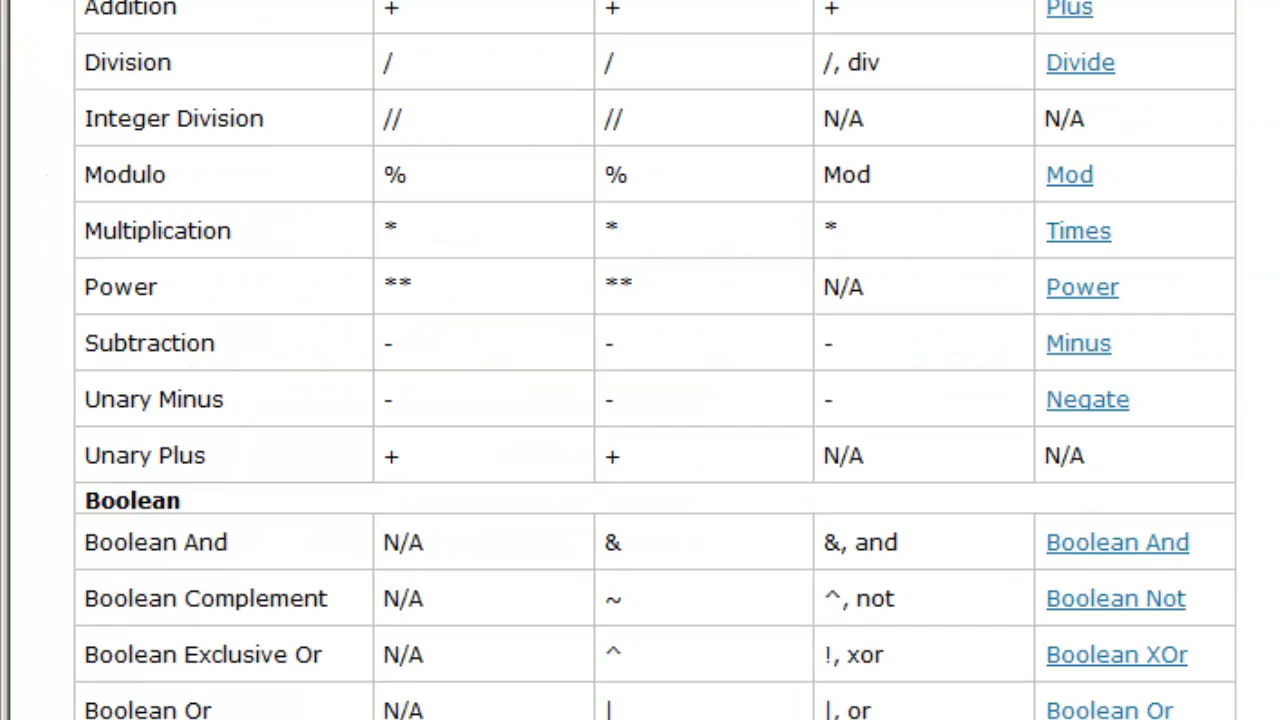 Addition + + + Plus
Division / / /, div Divide
Integer Division // // N/A N/A
Modulo % % Mod Mod
Multiplication * * * Times
Power ** ** N/A Power
Subtraction - - - Minus
Unary Minus - - - Negate
Unary Plus + + N/A N/A
Boolean
Boolean And N/A & &, and Boolean And
Boolean Complement N/A ~ ^, not Boolean Not
Boolean Exclusive Or N/A ^ !, xor Boolean XOr
Boolean Or N/A | |, or Boolean Or